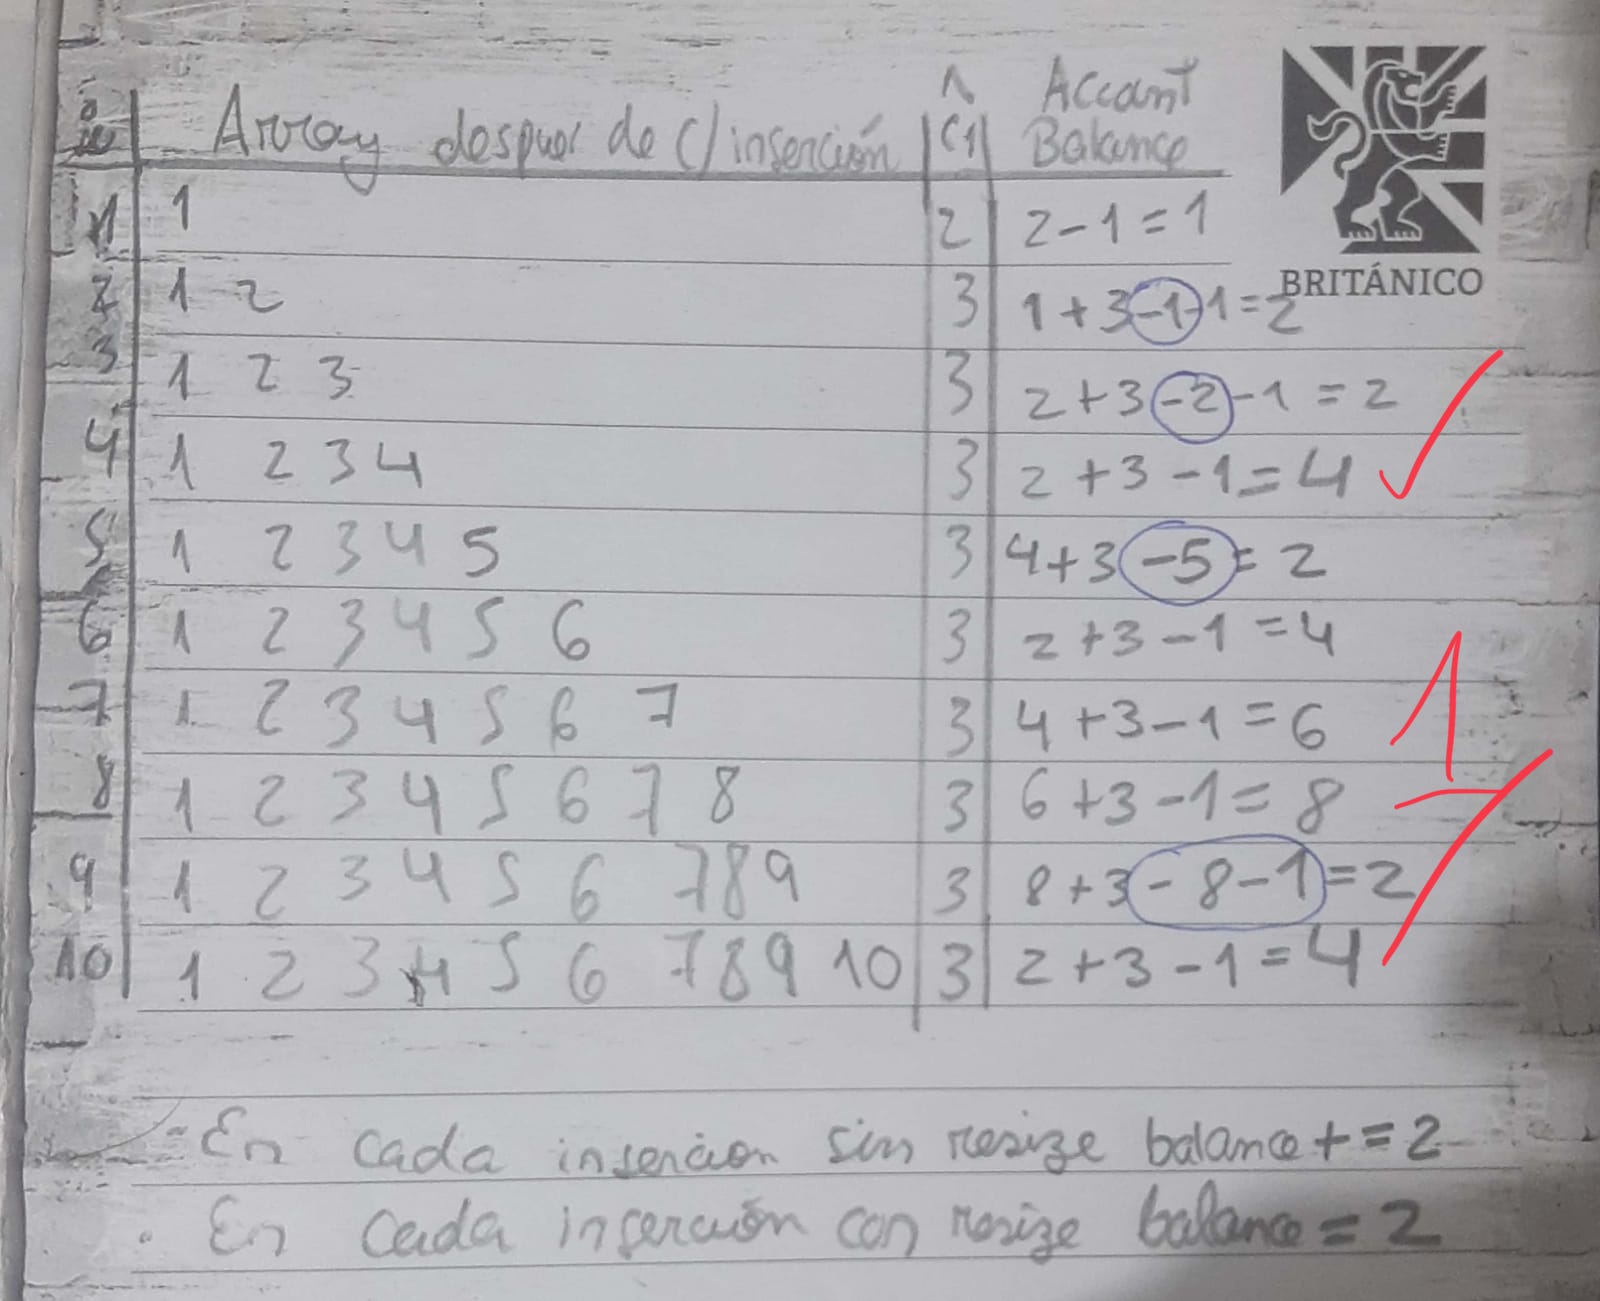 i Array despues de c/ inserción ĉi Account Balance
BRITÁNICO
1 1 2 2-1=1
2 1 2 3 1+3-1-1=2
3 1 2 3 3 2+3-2-1=2
4 1 2 3 4 3 2+3-1=4
5 1 2 3 4 5 3 4+3-5=2
6 1 2 3 4 5 6 3 2+3-1=4
7 1 2 3 4 5 6 7 3 4+3-1=6
8 1 2 3 4 5 6 7 8 3 6+3-1=8
9 1 2 3 4 5 6 7 8 9 3 8+3-8-1=2
10 1 2 3 4 5 6 7 8 9 10 3 2+3-1=4
1
- En cada inserción sin resize balance+=2
. En cada inserción con resize balance=2